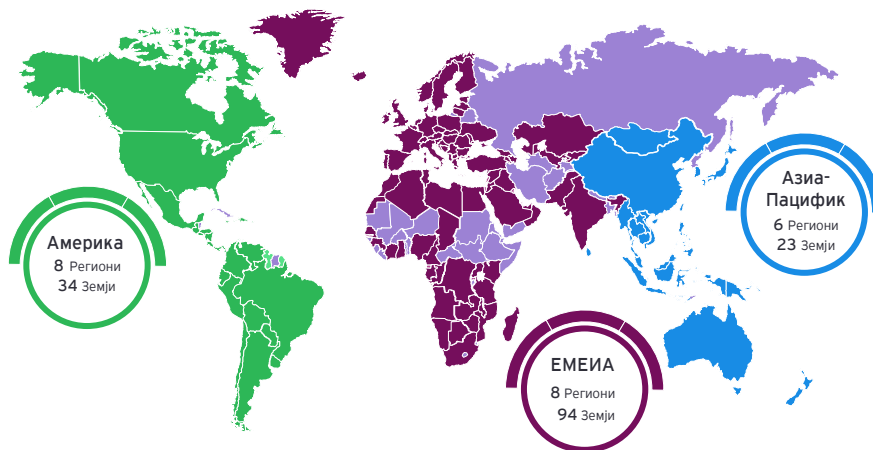 Америка
8 Региони
34 Земји
Азиа-
Пацифик
6 Региони
23 Земји
ЕМЕИА
8 Региони
94 Земји